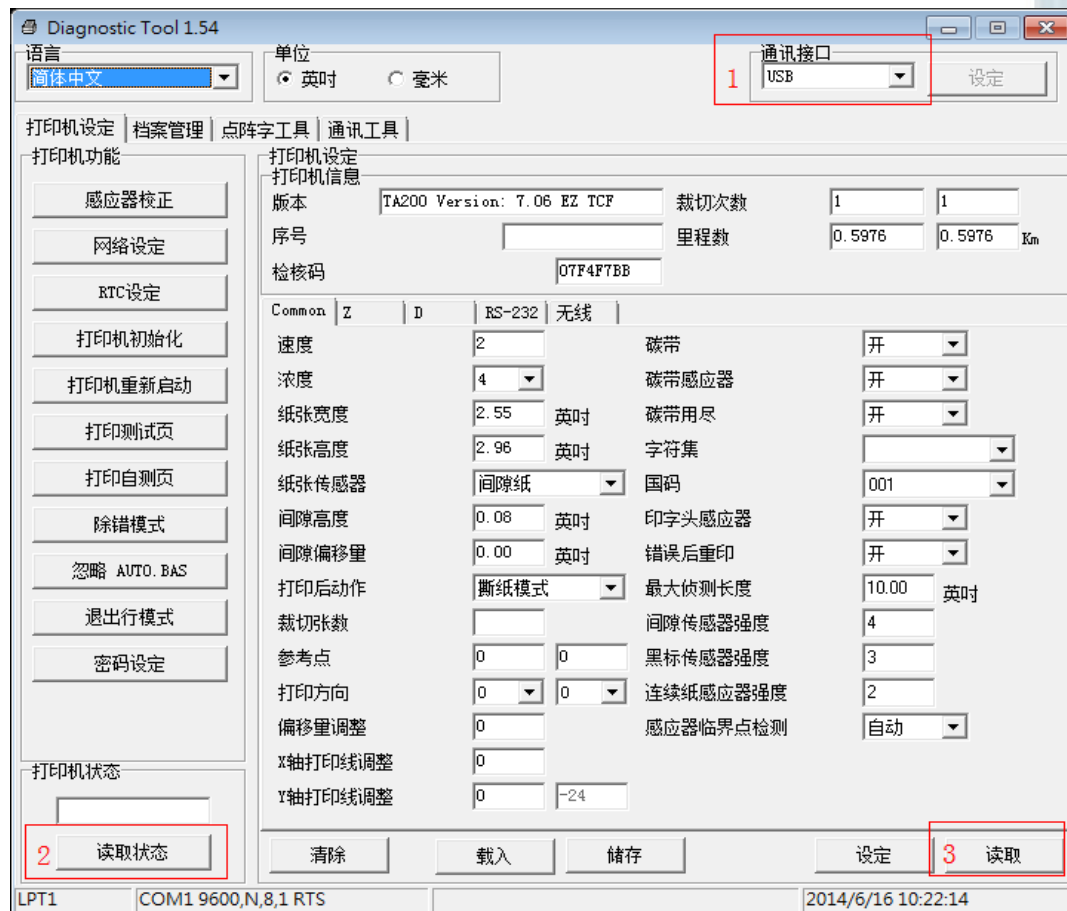 Diagnostic Tool 1.54
语言 单位 通讯接口
简体中文 英吋 毫米 1 USB 设定
打印机设定 档案管理 点阵字工具 通讯工具
打印机功能 打印机设定
打印机信息
感应器校正 版本 TA200 Version: 7.06 EZ TCF 裁切次数 1 1
网络设定 序号 里程数 0.5976 0.5976 Km
检核码 07F4F7BB
RTC设定 Common Z D RS-232 无线
打印机初始化 速度 2 碳带 开
打印机重新启动 浓度 4 碳带感应器 开
纸张宽度 2.55 英吋 碳带用尽 开
打印测试页 纸张高度 2.96 英吋 字符集
打印自测页 纸张传感器 间隙纸 国码 001
除错模式 间隙高度 0.08 英吋 印字头感应器 开
间隙偏移量 0.00 英吋 错误后重印 开
忽略 AUTO.BAS 打印后动作 撕纸模式 最大侦测长度 10.00 英吋
退出行模式 裁切张数 间隙传感器强度 4
密码设定 参考点 0 0 黑标传感器强度 3
打印方向 0 0 连续纸感应器强度 2
偏移量调整 0 感应器临界点检测 自动
打印机状态 X轴打印线调整 0
Y轴打印线调整 0 -24
2 读取状态 清除 载入 储存 设定 3 读取
LPT1 COM1 9600,N,8,1 RTS 2014/6/16 10:22:14